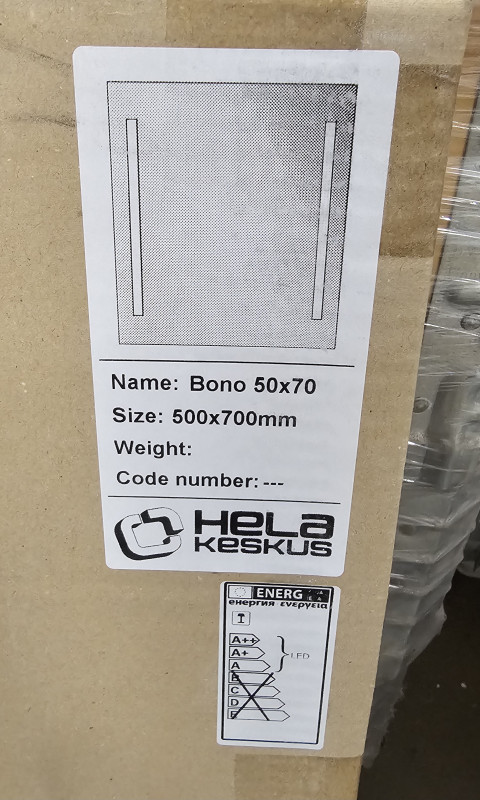 Name: Bono 50x70
Size: 500x700mm
Weight:
Code number: ---
HELA
KESKUS
ENERG
енергия ενεργεια
A++
A+
A
LED
B
C
D
E